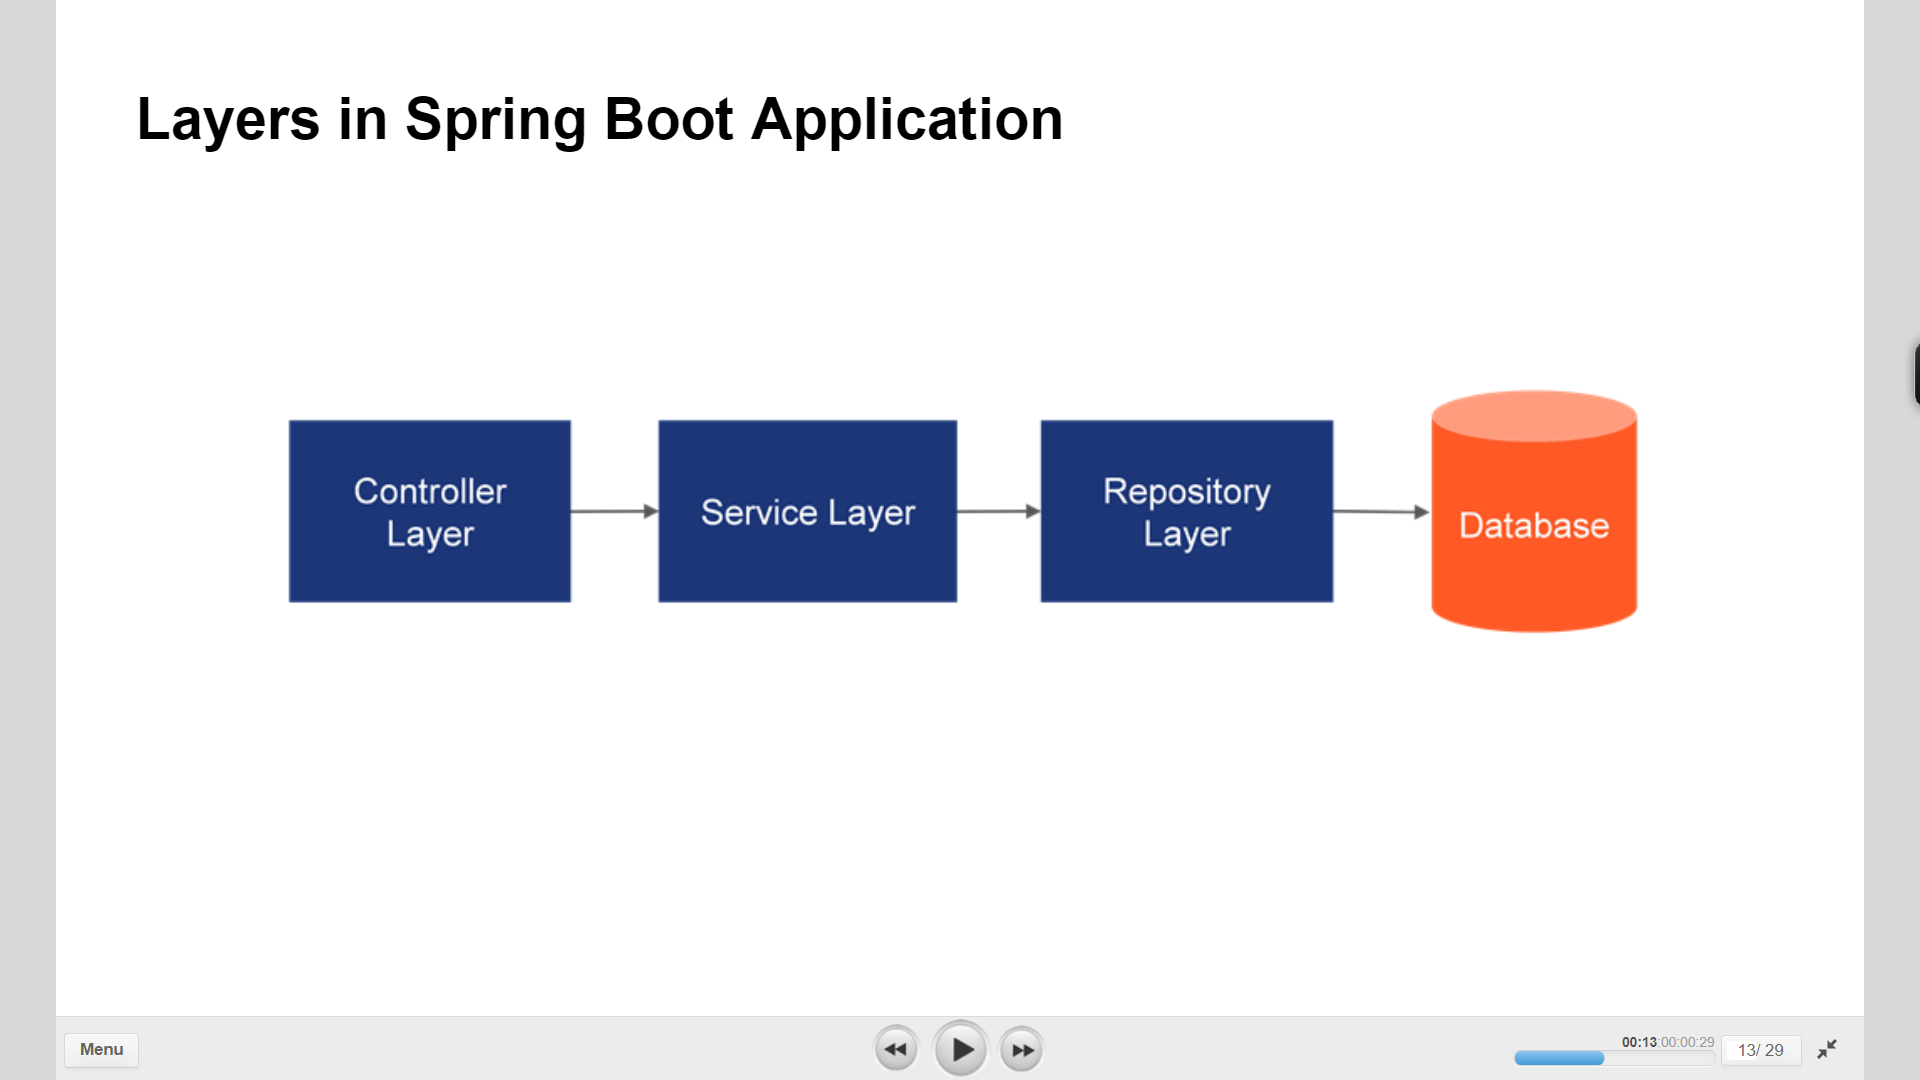 Layers in Spring Boot Application
Controller
Layer
Service Layer
Repository
Layer
Database
Menu
00:13:00:00:29
13/ 29